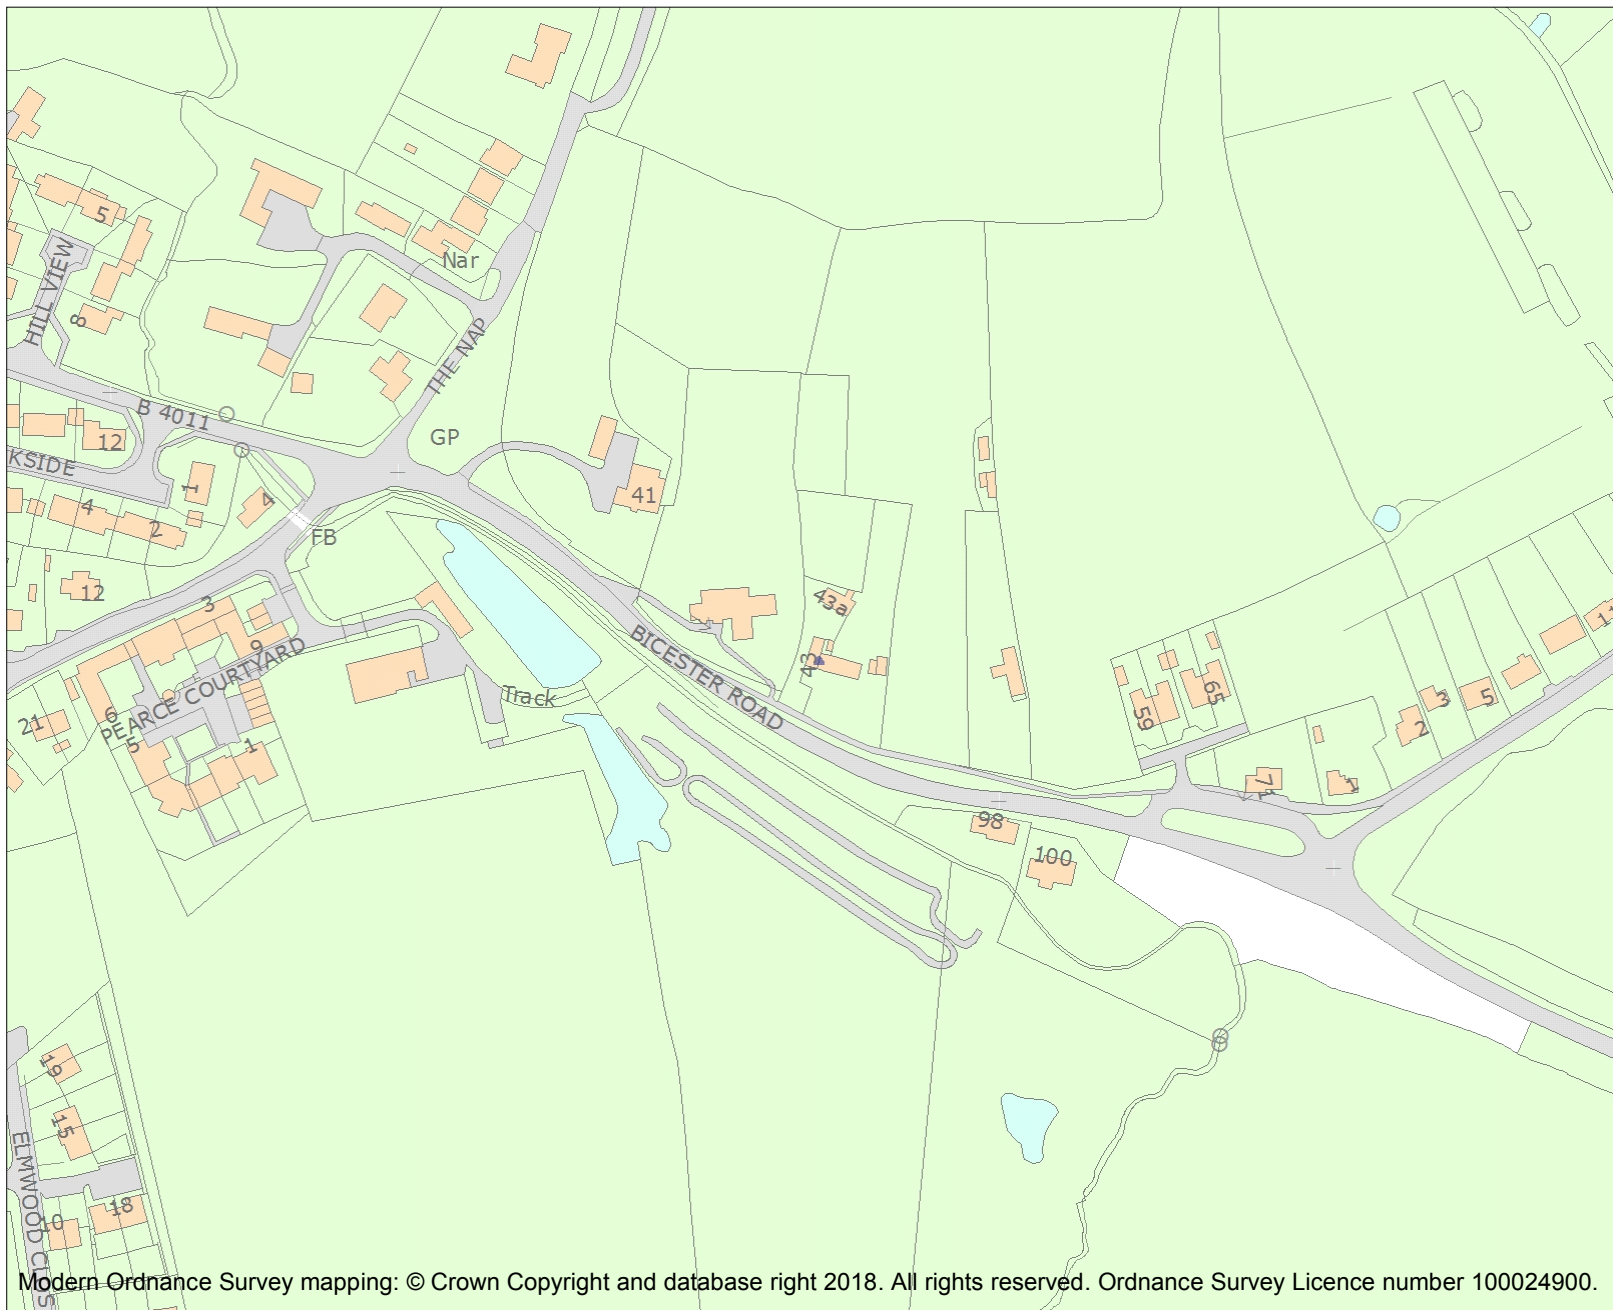 5
HILL VIEW
8
Nar
THE NAP
B 4011
GP
12
KSIDE
1
4
4
2
FB
41
12
3
9
43a
43
BICESTER ROAD
PEARCE COURTYARD
Track
21
6
5
1
59
65
11
3
5
2
71
1
98
100
19
15
ELMWOOD CLOS
18
10
Modern Ordnance Survey mapping: © Crown Copyright and database right 2018. All rights reserved. Ordnance Survey Licence number 100024900.